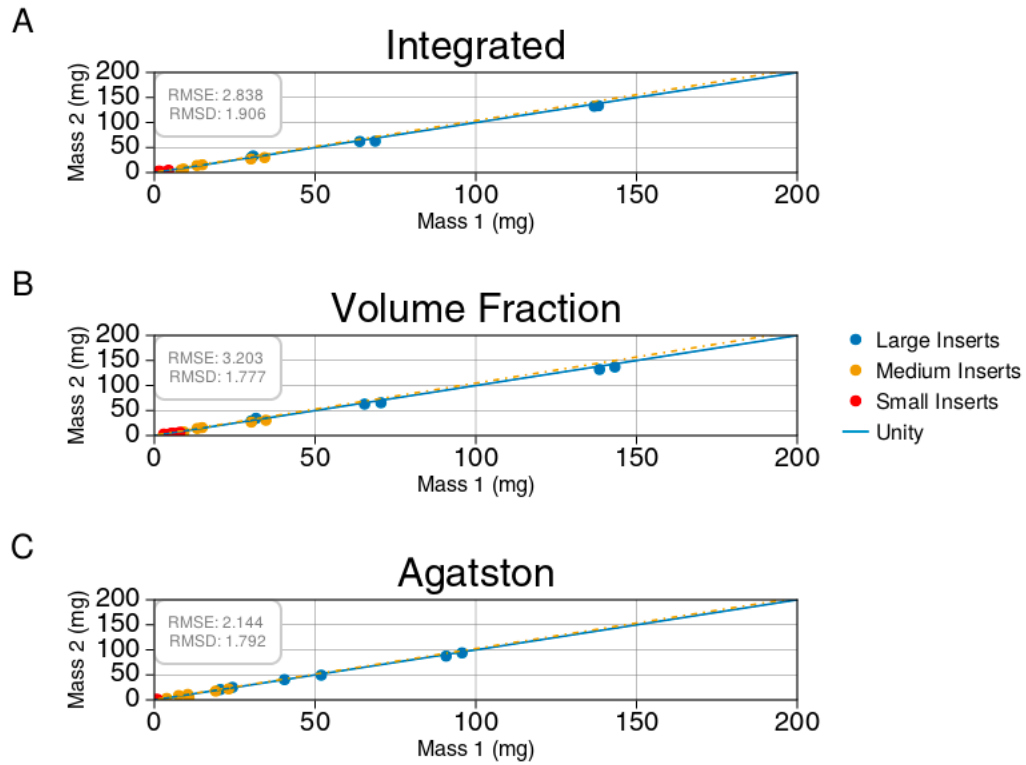 A
Integrated
Mass 2 (mg)
200
150
100
50
0
RMSE: 2.838
RMSD: 1.906
0 50 100 150 200
Mass 1 (mg)
B
Volume Fraction
Mass 2 (mg)
200
150
100
50
0
RMSE: 3.203
RMSD: 1.777
0 50 100 150 200
Mass 1 (mg)
Large Inserts
Medium Inserts
Small Inserts
Unity
C
Agatston
Mass 2 (mg)
200
150
100
50
0
RMSE: 2.144
RMSD: 1.792
0 50 100 150 200
Mass 1 (mg)